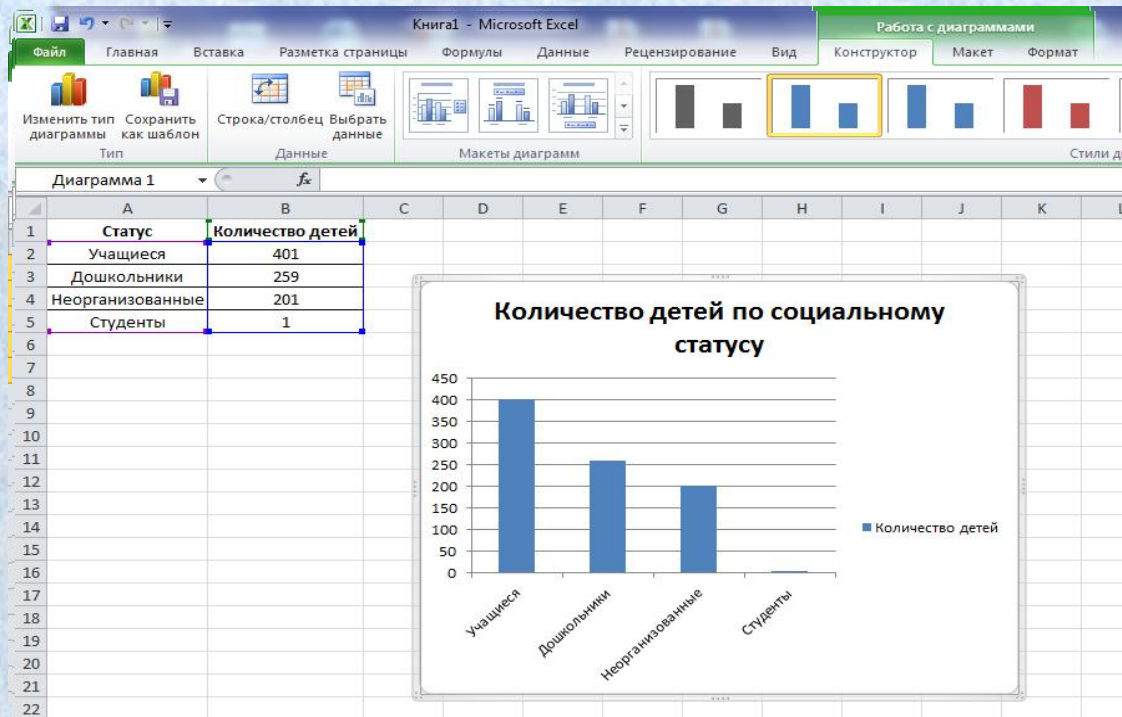 Книга1 - Microsoft Excel
Работа с диаграммами
Файл Главная Вставка Разметка страницы Формулы Данные Рецензирование Вид Конструктор Макет Формат
Изменить тип диаграммы
Сохранить как шаблон
Строка/столбец
Выбрать данные
Тип Данные Макеты диаграмм Стили д
Диаграмма 1 fx
A B C D E F G H I J K L
1 Статус Количество детей
2 Учащиеся 401
3 Дошкольники 259
4 Неорганизованные 201
5 Студенты 1
6
7
8
9
10
11
12
13
14
15
16
17
18
19
20
21
22
Количество детей по социальному
статусу
450
400
350
300
250
200
150
100
50
0
Учащиеся
Дошкольники
Неорганизованные
Студенты
Количество детей